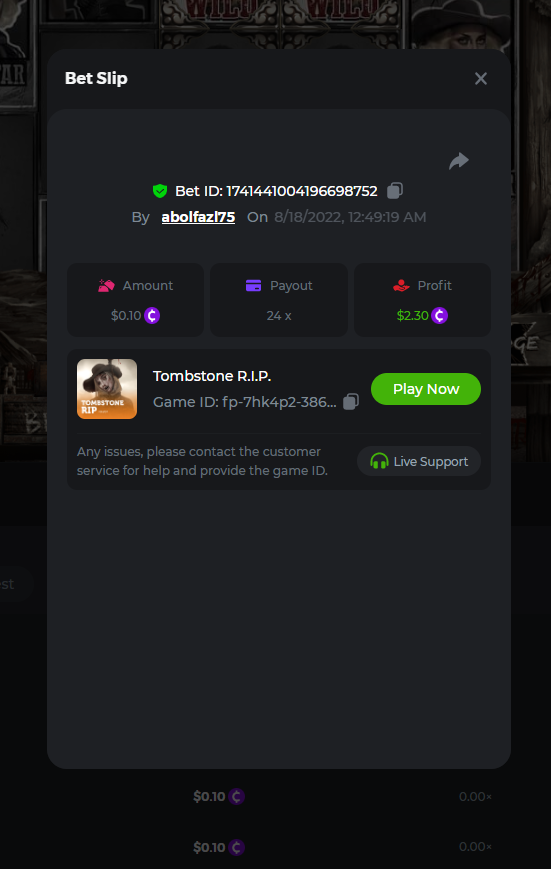 WILD WILD
Bet Slip
Bet ID: 1741441004196698752
By abolfazl75 On 8/18/2022, 12:49:19 AM
Amount Payout Profit
$0.10 24 x $2.30
TOMBSTONE
RIP
Tombstone R.I.P.
Game ID: fp-7hk4p2-386...
Play Now
Any issues, please contact the customer
service for help and provide the game ID.
Live Support
$0.10 0.00×
$0.10 0.00×